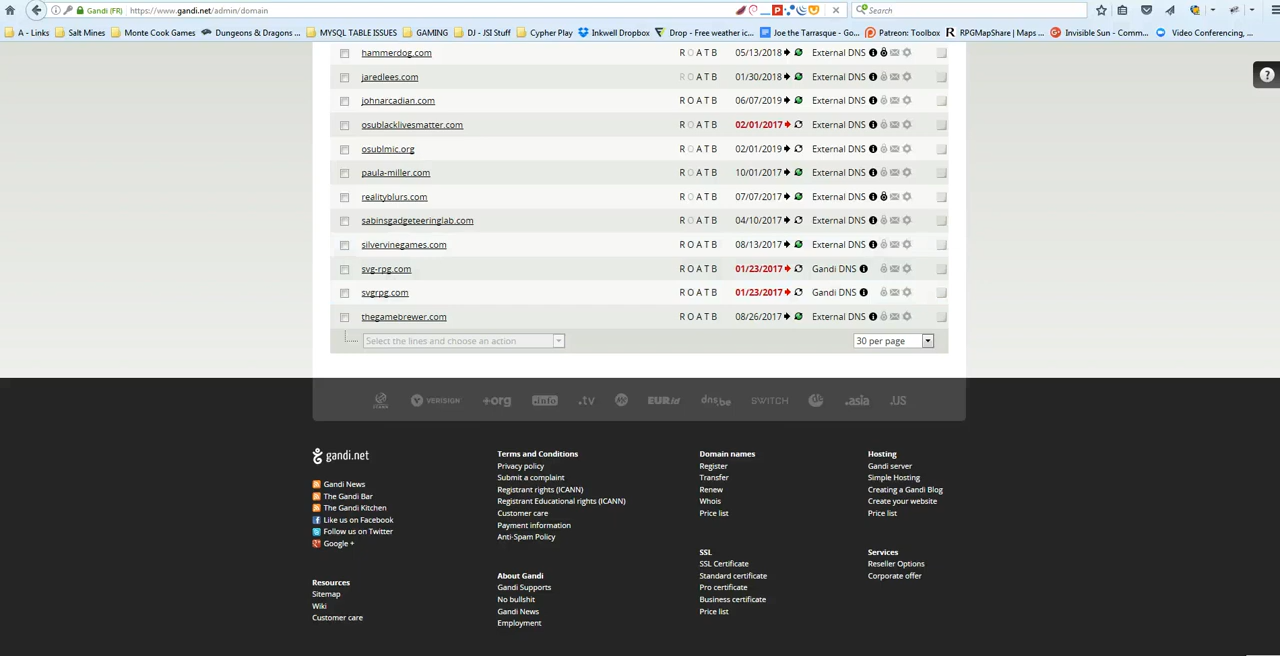 Gandi (FR) https://www.gandi.net/admin/domain Search
A - Links Salt Mines Monte Cook Games Dungeons & Dragons ... MYSQL TABLE ISSUES GAMING DJ - JSI Stuff Cypher Play Inkwell Dropbox Drop - Free weather ic... Joe the Tarrasque - Go... Patreon: Toolbox RPGMapShare | Maps ... Invisible Sun - Comm... Video Conferencing, ...
hammerdog.com R O A T B 05/13/2018 External DNS
jaredlees.com R O A T B 01/30/2018 External DNS
johnarcadian.com R O A T B 06/07/2019 External DNS
osublacklivesmatter.com R O A T B 02/01/2017 External DNS
osublmic.org R O A T B 02/01/2019 External DNS
paula-miller.com R O A T B 10/01/2017 External DNS
realityblurs.com R O A T B 07/07/2017 External DNS
sabinsgadgeteeringlab.com R O A T B 04/10/2017 External DNS
silvervinegames.com R O A T B 08/13/2017 External DNS
svg-rpg.com R O A T B 01/23/2017 Gandi DNS
svgrpg.com R O A T B 01/23/2017 Gandi DNS
thegamebrewer.com R O A T B 08/26/2017 External DNS
Select the lines and choose an action 30 per page
VERISIGN +org .info .tv EURid dns.be SWITCH .asia .US
gandi.net
Gandi News
The Gandi Bar
The Gandi Kitchen
Like us on Facebook
Follow us on Twitter
Google +
Resources
Sitemap
Wiki
Customer care
Terms and Conditions
Privacy policy
Submit a complaint
Registrant rights (ICANN)
Registrant Educational rights (ICANN)
Customer care
Payment information
Anti-Spam Policy
About Gandi
Gandi Supports
No bullshit
Gandi News
Employment
Domain names
Register
Transfer
Renew
Whois
Price list
SSL
SSL Certificate
Standard certificate
Pro certificate
Business certificate
Price list
Hosting
Gandi server
Simple Hosting
Creating a Gandi Blog
Create your website
Price list
Services
Reseller Options
Corporate offer